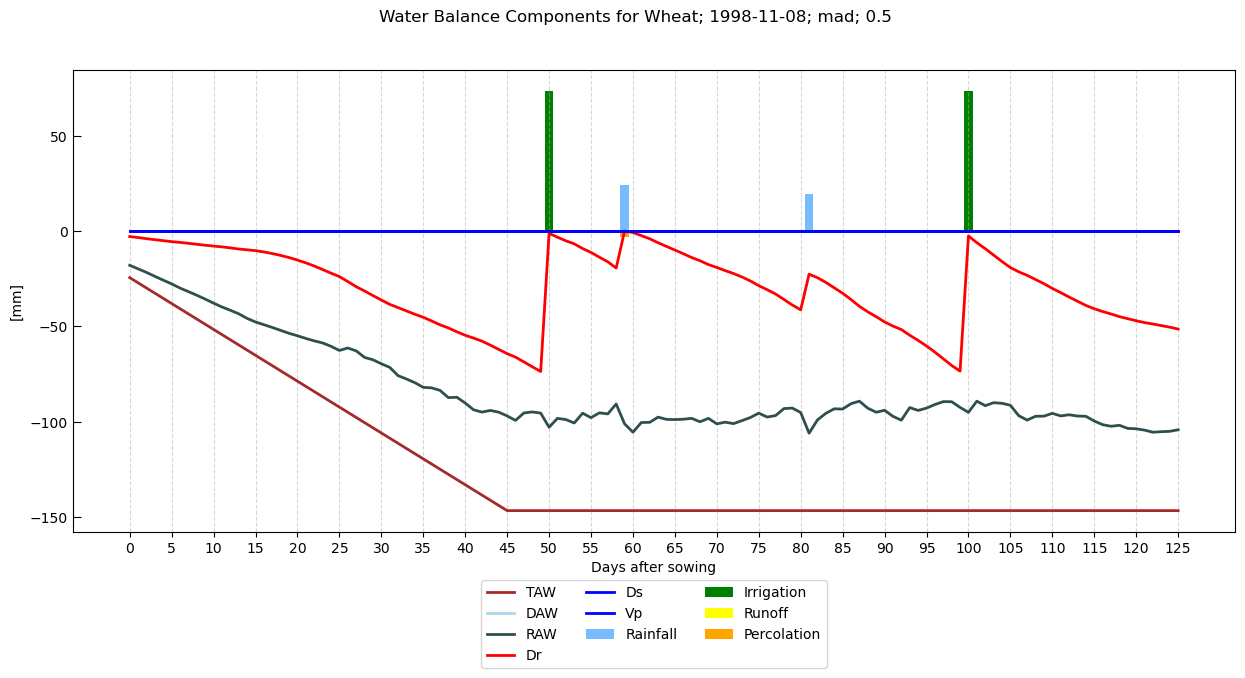 Water Balance Components for Wheat; 1998-11-08; mad; 0.5
50
0
−50
−100
−150
[mm]
0 5 10 15 20 25 30 35 40 45 50 55 60 65 70 75 80 85 90 95 100 105 110 115 120 125
Days after sowing
TAW
DAW
RAW
Dr
Ds
Vp
Rainfall
Irrigation
Runoff
Percolation